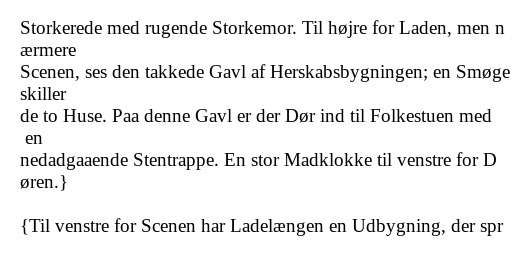 Storkerede med rugende Storkemor. Til højre for Laden, men n
ærmere
Scenen, ses den takkede Gavl af Herskabsbygningen; en Smøge
skiller
de to Huse. Paa denne Gavl er der Dør ind til Folkestuen med
en
nedadgaaende Stentrappe. En stor Madklokke til venstre for D
øren.}

{Til venstre for Scenen har Ladelængen en Udbygning, der spr